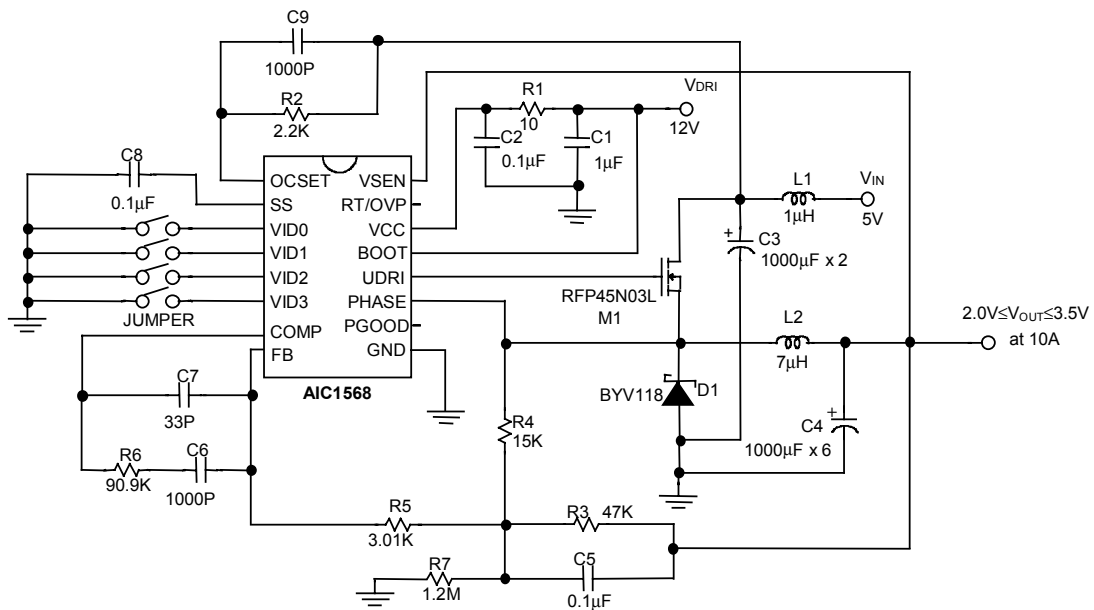 C9
1000P
R2
2.2K
C8
0.1µF
R1
10
C2
0.1µF
C1
1µF
VDRI
12V
OCSET
SS
VID0
VID1
VID2
VID3
COMP
FB
VSEN
RT/OVP
VCC
BOOT
UDRI
PHASE
PGOOD
GND
AIC1568
JUMPER
L1
1µH
VIN
5V
+
C3
1000µF x 2
RFP45N03L
M1
L2
7µH
2.0V≤VOUT≤3.5V
at 10A
BYV118
D1
+
C4
1000µF x 6
C7
33P
R6
90.9K
C6
1000P
R4
15K
R5
3.01K
R3 47K
R7
1.2M
C5
0.1µF